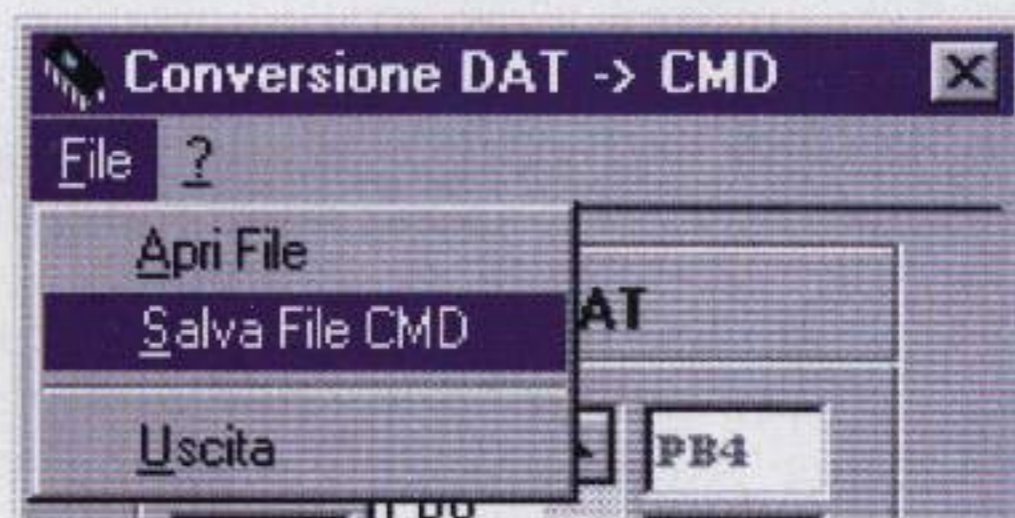 Conversione DAT -> CMD
File ?
Apri File
AT
Salva File CMD
Uscita
PB4